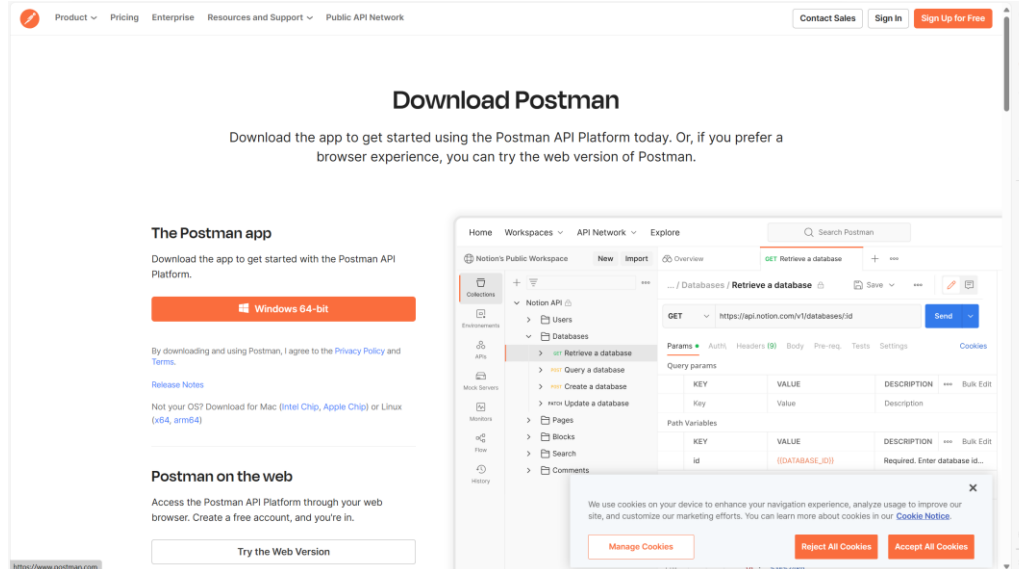 Product Pricing Enterprise Resources and Support Public API Network
Contact Sales Sign In Sign Up for Free
Download Postman
Download the app to get started using the Postman API Platform today. Or, if you prefer a
browser experience, you can try the web version of Postman.
The Postman app
Download the app to get started with the Postman API
Platform.
Windows 64-bit
By downloading and using Postman, I agree to the Privacy Policy and
Terms.
Release Notes
Not your OS? Download for Mac (Intel Chip, Apple Chip) or Linux
(x64, arm64)
Postman on the web
Access the Postman API Platform through your web
browser. Create a free account, and you're in.
Try the Web Version
Home Workspaces API Network Explore
Search Postman
Notion's Public Workspace New Import
Overview
GET Retrieve a database
Collections
Environments
APIs
Mock Servers
Monitors
Flow
History
Notion API
Users
Databases
GET Retrieve a database
POST Query a database
POST Create a database
PATCH Update a database
Pages
Blocks
Search
Comments
... / Databases / Retrieve a database
Save
GET https://api.notion.com/v1/databases/:id
Send
Params Auth Headers (9) Body Pre-req. Tests Settings Cookies
Query params
KEY VALUE DESCRIPTION Bulk Edit
Key Value Description
Path Variables
KEY VALUE DESCRIPTION Bulk Edit
id {{DATABASE_ID}} Required. Enter database id...
We use cookies on your device to enhance your navigation experience, analyze usage to improve our
site, and customize our marketing efforts. You can learn more about cookies in our Cookie Notice.
Manage Cookies Reject All Cookies Accept All Cookies
https://www.postman.com